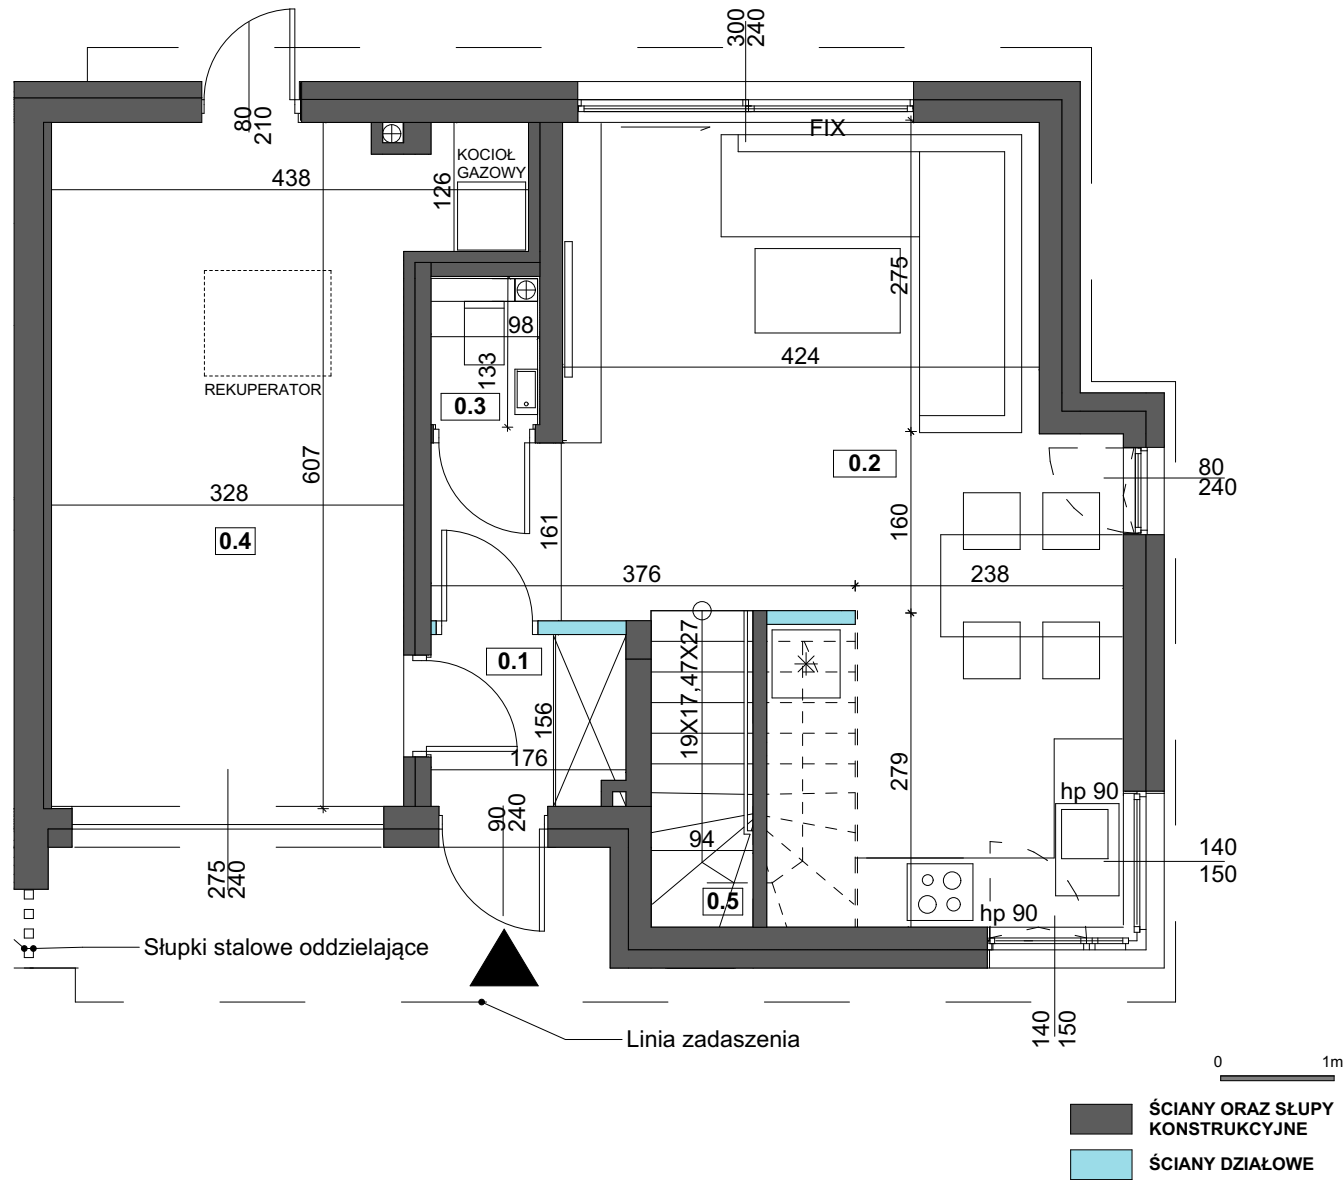 300
240
80
210
FIX
KOCIOŁ
GAZOWY
438
126
275
98
424
133
REKUPERATOR
0.3
607
0.2
80
240
328
161
160
0.4
376
238
0.1
19X17,47X27
156
176
279
hp 90
90
240
94
140
150
275
240
0.5
hp 90
Słupki stalowe oddzielające
140
150
Linia zadaszenia
0 1m
ŚCIANY ORAZ SŁUPY
KONSTRUKCYJNE
ŚCIANY DZIAŁOWE